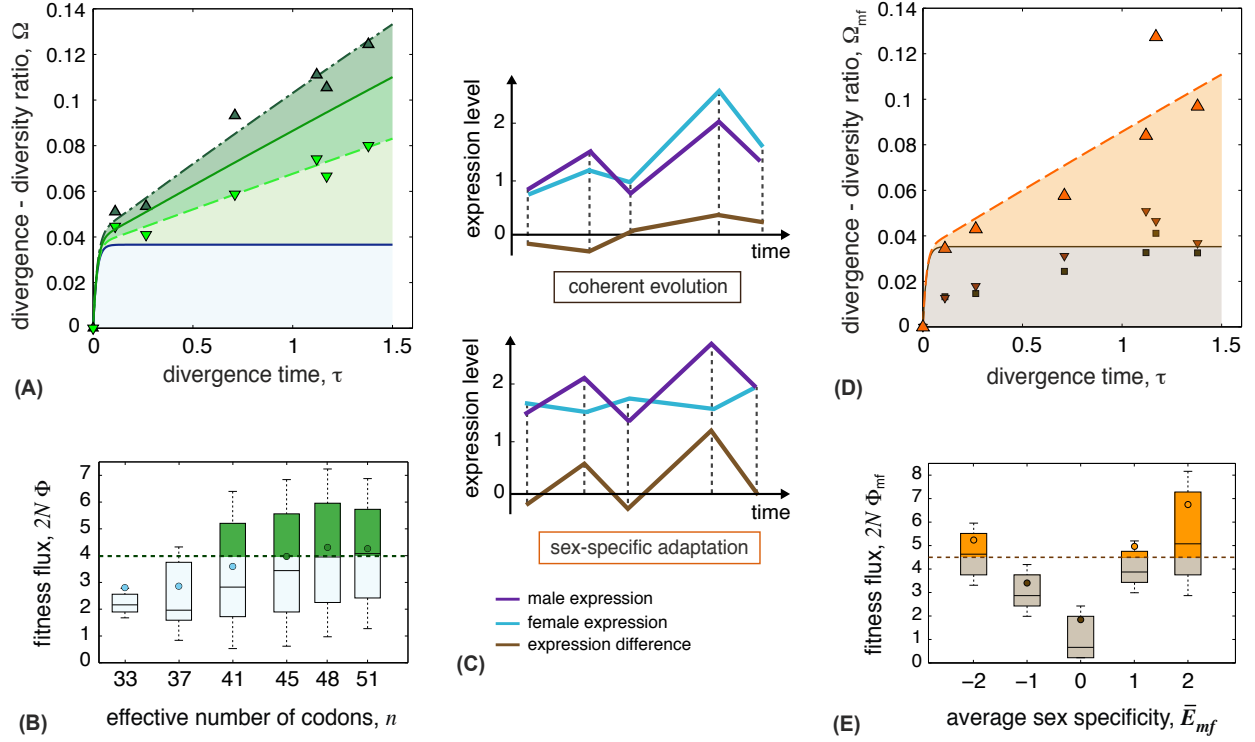 divergence - diversity ratio, Ω
0.14
0.12
0.1
0.08
0.06
0.04
0.02
0
0
0.5
1
1.5
divergence time, τ
(A)
fitness flux, 2N Φ
7
6
5
4
3
2
1
0
33
37
41
45
48
51
effective number of codons, n
(B)
expression level
2
1
0
time
coherent evolution
expression level
2
1
0
time
sex-specific adaptation
male expression
female expression
expression difference
(C)
divergence - diversity ratio, Ωmf
0.14
0.12
0.1
0.08
0.06
0.04
0.02
0
0
0.5
1
1.5
divergence time, τ
(D)
fitness flux, 2N Φmf
8
7
6
5
4
3
2
1
0
−2
−1
0
1
2
average sex specificity, Ēmf
(E)